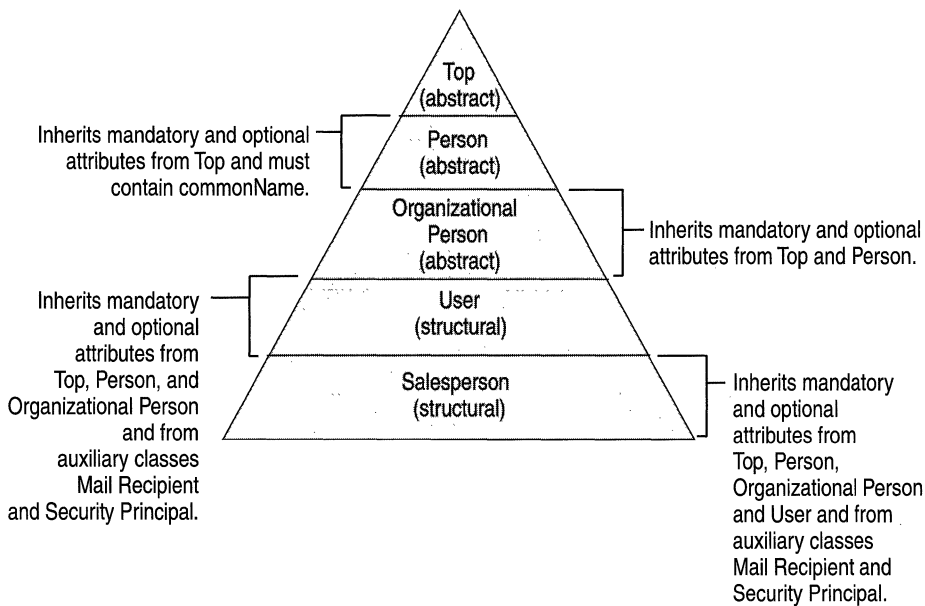 Top
(abstract)
Inherits mandatory and optional
attributes from Top and must
contain commonName.
Person
(abstract)
Organizational
Person
(abstract)
Inherits mandatory and optional
attributes from Top and Person.
Inherits mandatory
and optional
attributes from
Top, Person, and
Organizational Person
and from
auxiliary classes
Mail Recipient
and Security Principal.
User
(structural)
Salesperson
(structural)
Inherits mandatory
and optional
attributes from
Top, Person,
Organizational Person
and User and from
auxiliary classes
Mail Recipient and
Security Principal.